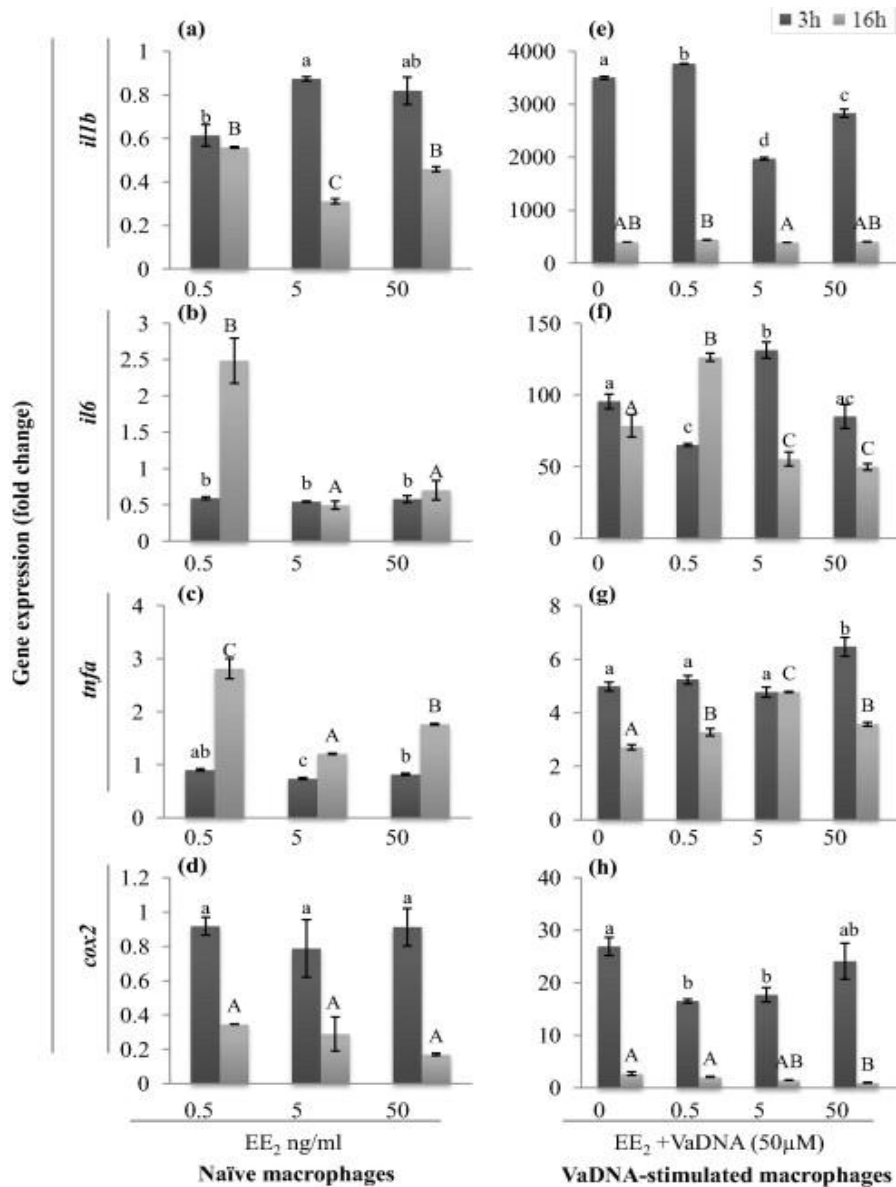 3h 16h
(a)
1
0.8
0.6
0.4
0.2
0
b B a C ab B
0.5 5 50
il1b
(e)
4000
3000
2000
1000
0
a AB b B d A c AB
0 0.5 5 50
(b)
3
2.5
2
1.5
1
0.5
0
b B b A b A
0.5 5 50
il6
(f)
150
100
50
0
a A c B b C ac C
0 0.5 5 50
Gene expression (fold change)
(c)
4
3
2
1
0
ab C c A b B
0.5 5 50
tnfa
(g)
8
6
4
2
0
a A a B a C b B
0 0.5 5 50
(d)
1.2
1
0.8
0.6
0.4
0.2
0
a A a A a A
0.5 5 50
cox2
(h)
40
30
20
10
0
a A b A b AB ab B
0 0.5 5 50
EE2 ng/ml
Naïve macrophages
EE2 +VaDNA (50μM)
VaDNA-stimulated macrophages